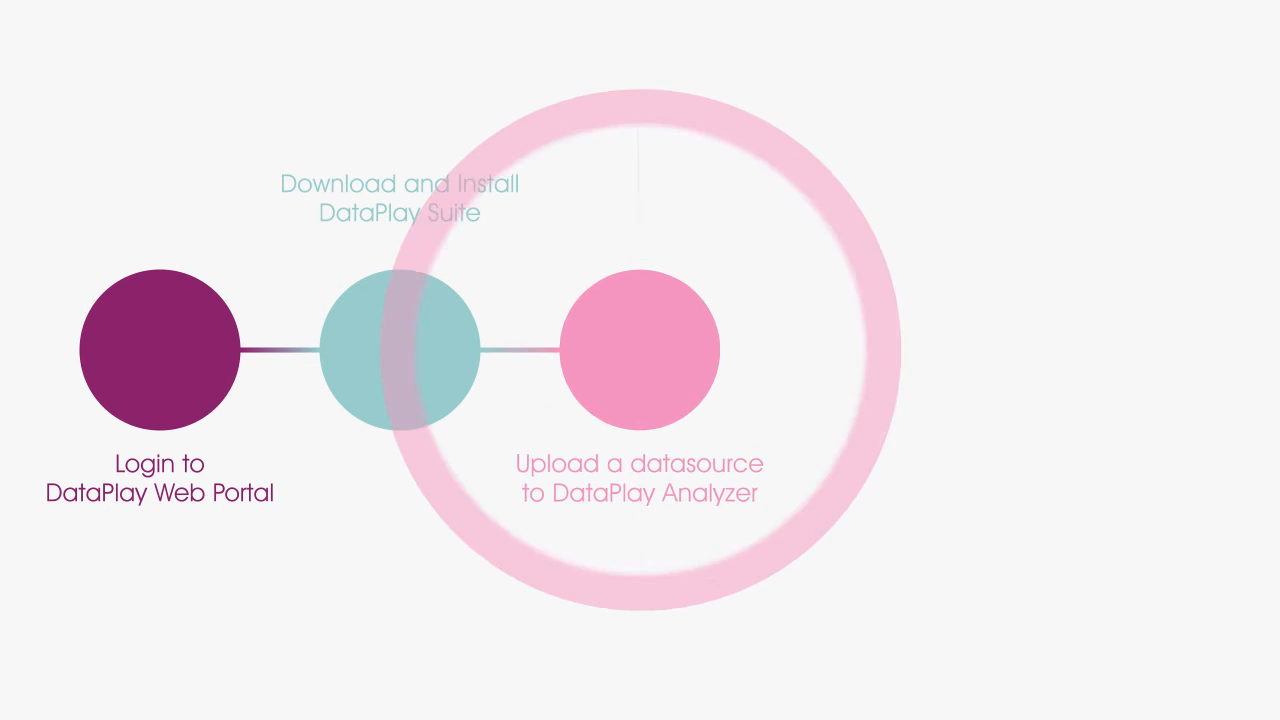 Download and Install
DataPlay Suite
Login to
DataPlay Web Portal
Upload a datasource
to DataPlay Analyzer